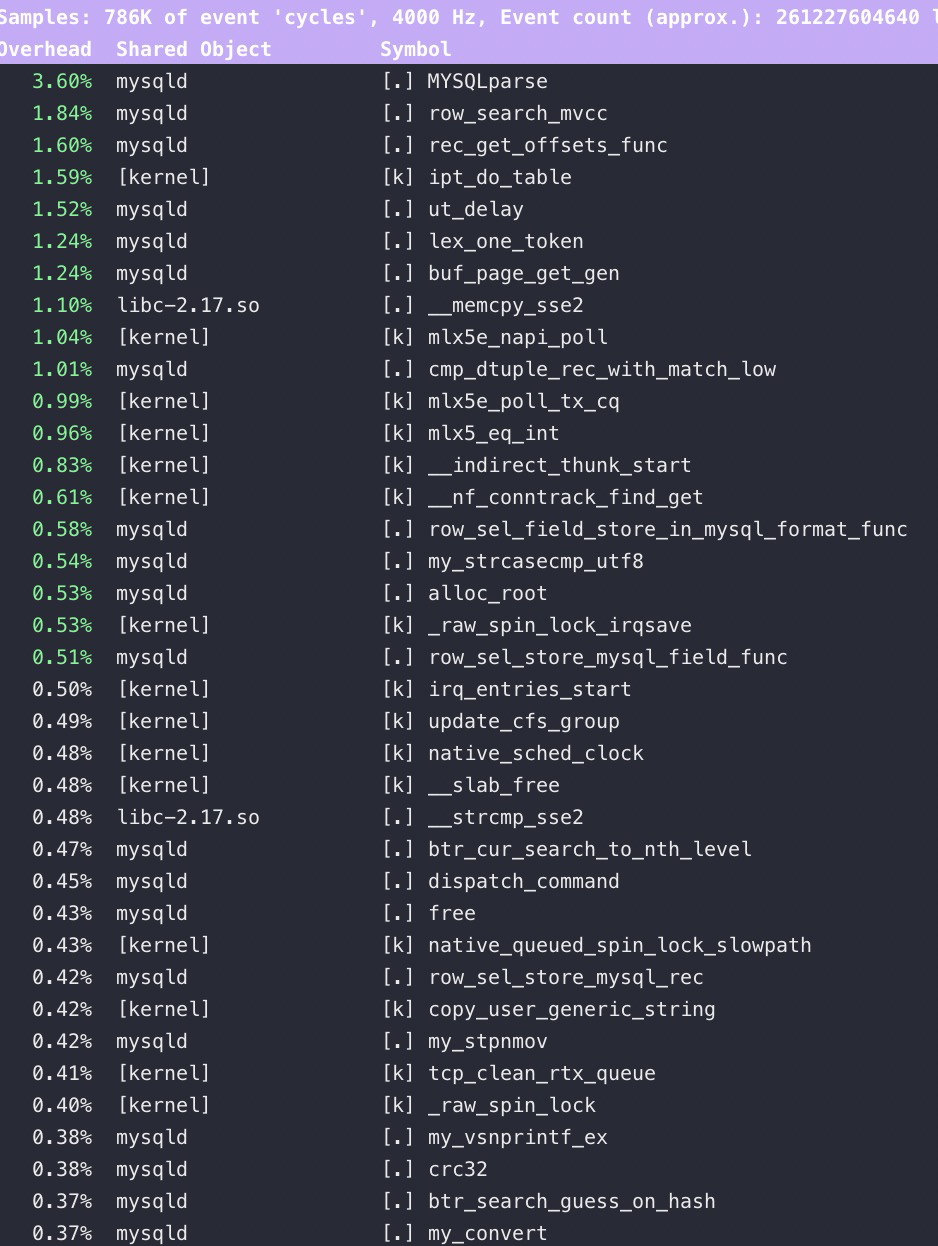 Samples: 786K of event 'cycles', 4000 Hz, Event count (approx.): 261227604640
Overhead  Shared Object  Symbol
3.60%  mysqld  [.] MYSQLparse
1.84%  mysqld  [.] row_search_mvcc
1.60%  mysqld  [.] rec_get_offsets_func
1.59%  [kernel]  [k] ipt_do_table
1.52%  mysqld  [.] ut_delay
1.24%  mysqld  [.] lex_one_token
1.24%  mysqld  [.] buf_page_get_gen
1.10%  libc-2.17.so  [.] __memcpy_sse2
1.04%  [kernel]  [k] mlx5e_napi_poll
1.01%  mysqld  [.] cmp_dtuple_rec_with_match_low
0.99%  [kernel]  [k] mlx5e_poll_tx_cq
0.96%  [kernel]  [k] mlx5_eq_int
0.83%  [kernel]  [k] __indirect_thunk_start
0.61%  [kernel]  [k] __nf_conntrack_find_get
0.58%  mysqld  [.] row_sel_field_store_in_mysql_format_func
0.54%  mysqld  [.] my_strcasecmp_utf8
0.53%  mysqld  [.] alloc_root
0.53%  [kernel]  [k] _raw_spin_lock_irqsave
0.51%  mysqld  [.] row_sel_store_mysql_field_func
0.50%  [kernel]  [k] irq_entries_start
0.49%  [kernel]  [k] update_cfs_group
0.48%  [kernel]  [k] native_sched_clock
0.48%  [kernel]  [k] __slab_free
0.48%  libc-2.17.so  [.] __strcmp_sse2
0.47%  mysqld  [.] btr_cur_search_to_nth_level
0.45%  mysqld  [.] dispatch_command
0.43%  mysqld  [.] free
0.43%  [kernel]  [k] native_queued_spin_lock_slowpath
0.42%  mysqld  [.] row_sel_store_mysql_rec
0.42%  [kernel]  [k] copy_user_generic_string
0.42%  mysqld  [.] my_stpnmov
0.41%  [kernel]  [k] tcp_clean_rtx_queue
0.40%  [kernel]  [k] _raw_spin_lock
0.38%  mysqld  [.] my_vsnprintf_ex
0.38%  mysqld  [.] crc32
0.37%  mysqld  [.] btr_search_guess_on_hash
0.37%  mysqld  [.] my_convert